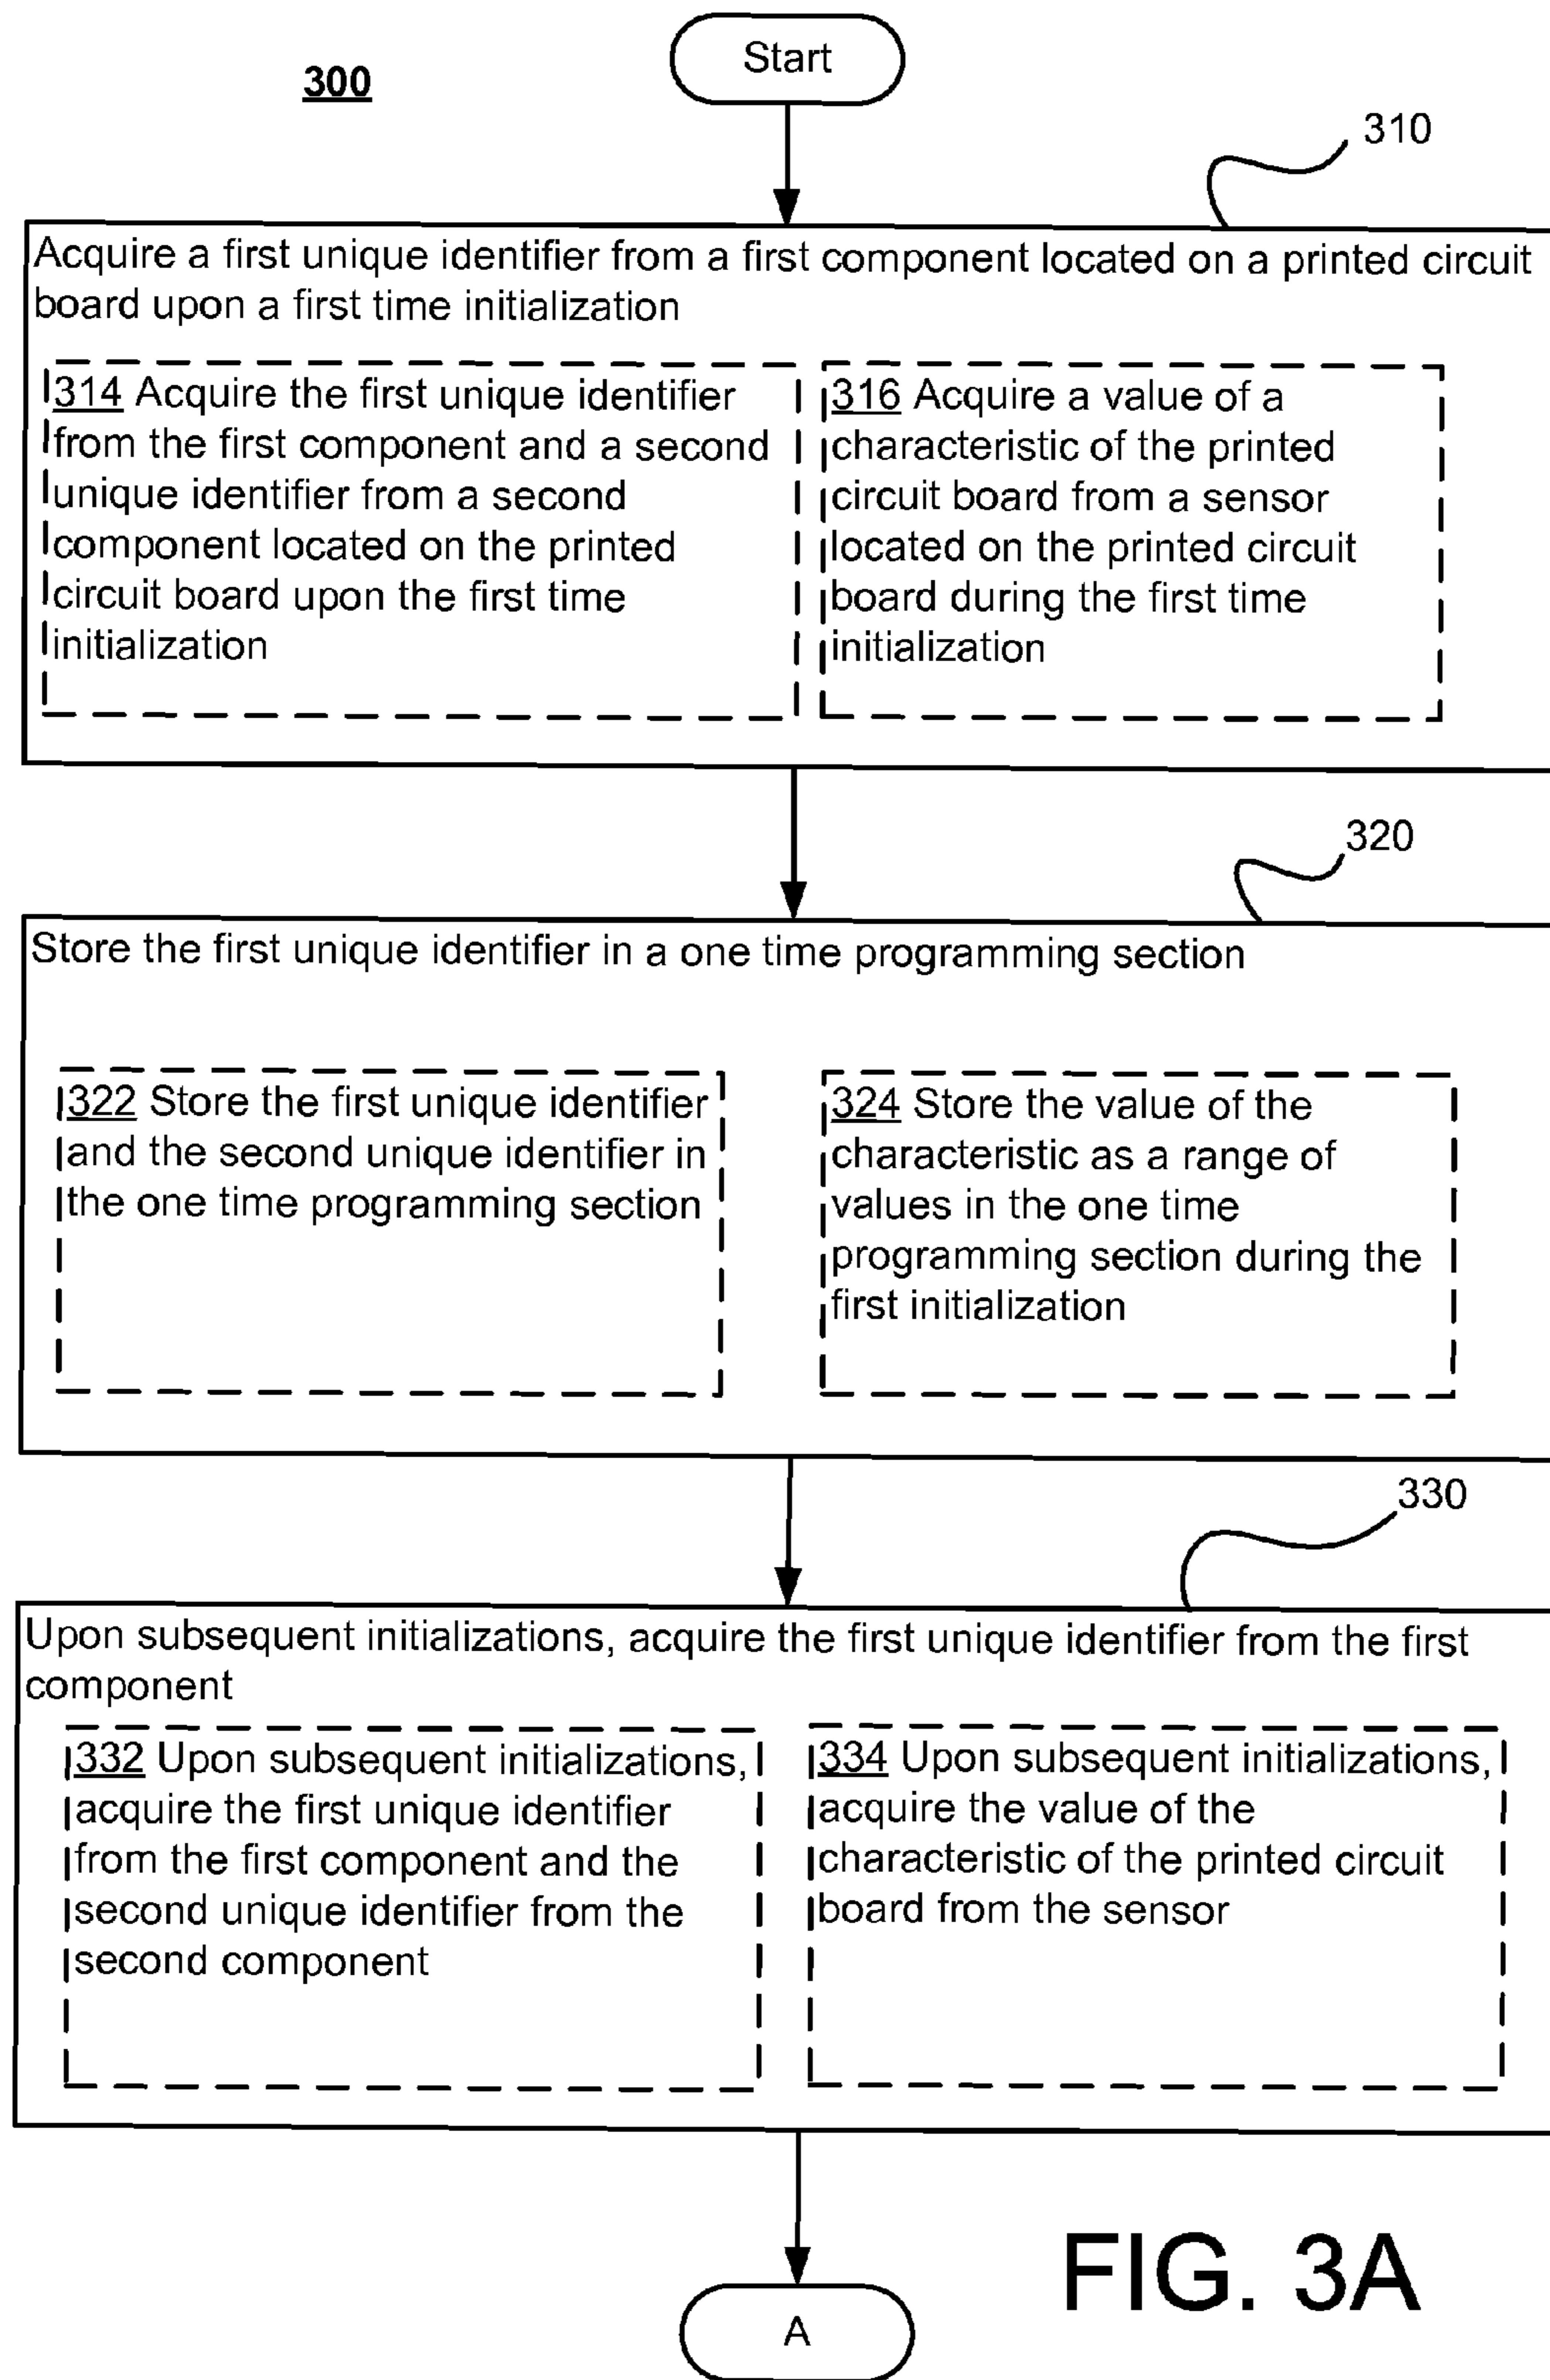 Start
300
310
Acquire a first unique identifier from a first component located on a printed circuit
board upon a first time initialization
314 Acquire the first unique identifier
from the first component and a second
unique identifier from a second
component located on the printed
circuit board upon the first time
initialization
316 Acquire a value of a
characteristic of the printed
circuit board from a sensor
located on the printed circuit
board during the first time
initialization
320
Store the first unique identifier in a one time programming section
322 Store the first unique identifier
and the second unique identifier in
the one time programming section
324 Store the value of the
characteristic as a range of
values in the one time
programming section during the
first initialization
330
Upon subsequent initializations, acquire the first unique identifier from the first
component
332 Upon subsequent initializations,
acquire the first unique identifier
from the first component and the
second unique identifier from the
second component
334 Upon subsequent initializations,
acquire the value of the
characteristic of the printed circuit
board from the sensor
A
FIG. 3A